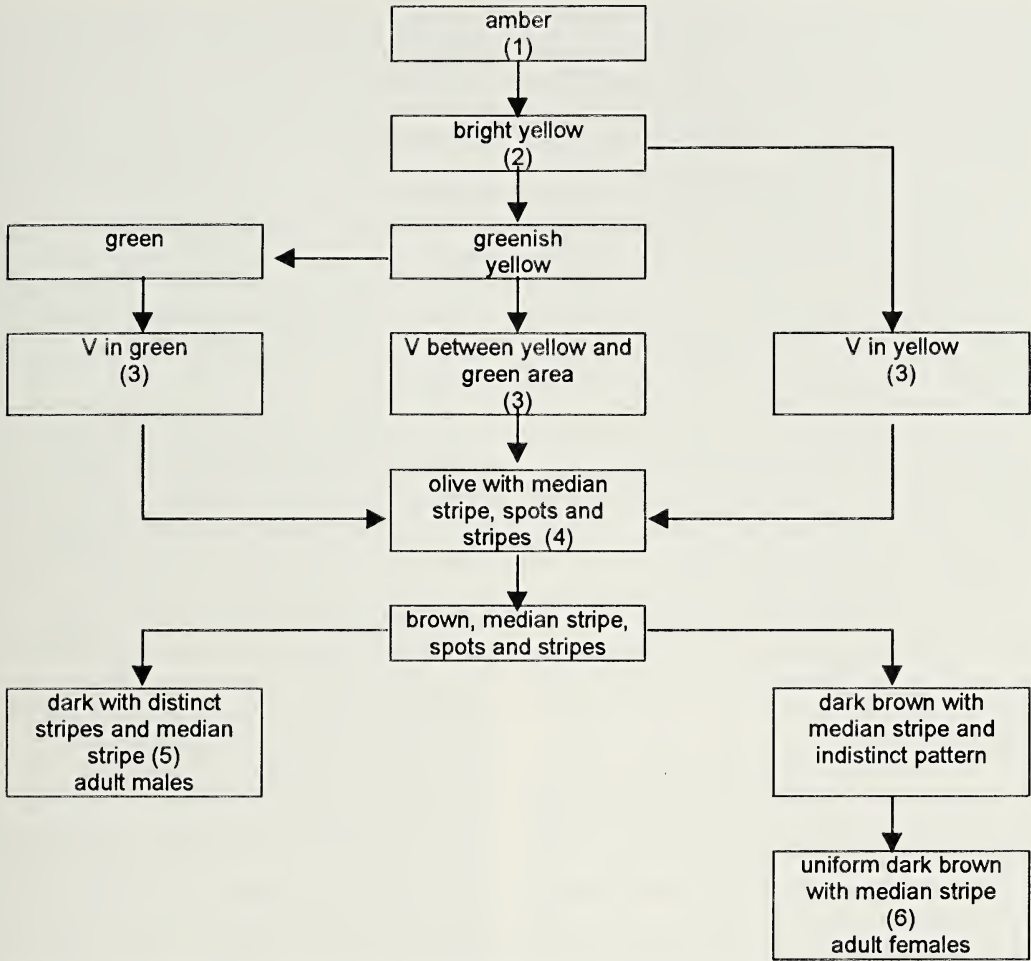 amber
(1)
bright yellow
(2)
green
greenish
yellow
V in green
(3)
V between yellow and
green area
(3)
V in yellow
(3)
olive with median
stripe, spots and
stripes (4)
brown, median stripe,
spots and stripes
dark with distinct
stripes and median
stripe (5)
adult males
dark brown with
median stripe and
indistinct pattern
uniform dark brown
with median stripe
(6)
adult females